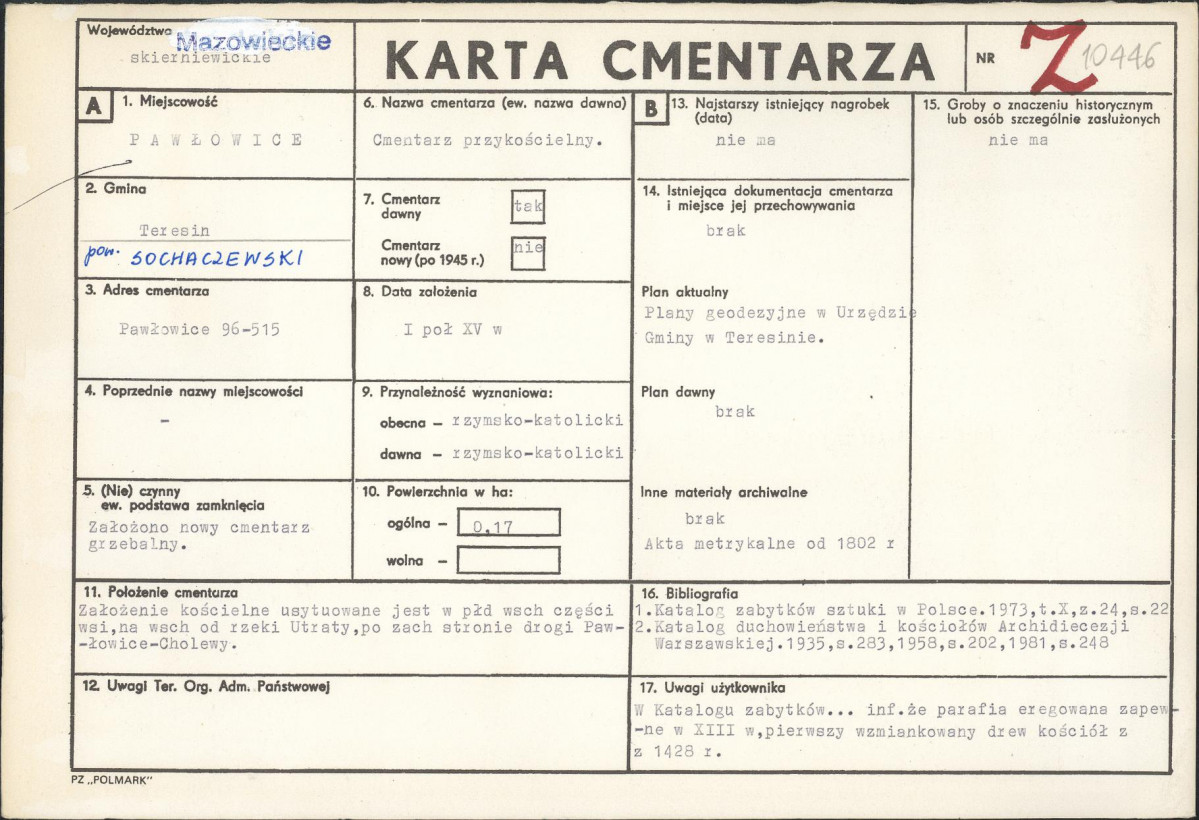 Województwo Mazowieckie
skierniewickie
KARTA CMENTARZA
NR Z 10446
A
1. Miejscowość
PAWŁOWICE
2. Gmina
Teresin
pow. SOCHACZEWSKI
3. Adres cmentarza
Pawłowice 96-515
4. Poprzednie nazwy miejscowości
-
5. (Nie) czynny
ew. podstawa zamknięcia
Założono nowy cmentarz
grzebalny.
6. Nazwa cmentarza (ew. nazwa dawna)
Cmentarz przykościelny.
7. Cmentarz
dawny
tak
Cmentarz
nowy (po 1945 r.)
nie
8. Data założenia
I poł XV w
9. Przynależność wyznaniowa:
obecna – rzymsko-katolicki
dawna – rzymsko-katolicki
10. Powierzchnia w ha:
ogólna – 0,17
wolna –
B
13. Najstarszy istniejący nagrobek
(data)
nie ma
14. Istniejąca dokumentacja cmentarza
i miejsce jej przechowywania
brak
Plan aktualny
Plany geodezyjne w Urzędzie
Gminy w Teresinie.
Plan dawny
brak
Inne materiały archiwalne
brak
Akta metrykalne od 1802 r
15. Groby o znaczeniu historycznym
lub osób szczególnie zasłużonych
nie ma
11. Położenie cmentarza
Założenie kościelne usytuowane jest w płd wsch części
wsi,na wsch od rzeki Utraty,po zach stronie drogi Paw-
-łowice-Cholewy.
12. Uwagi Ter. Org. Adm. Państwowej
16. Bibliografia
1.Katalog zabytków sztuki w Polsce.1973,t.X,z.24,s.22
2.Katalog duchowieństwa i kościołów Archidiecezji
Warszawskiej.1935,s.283,1958,s.202,1981,s.248
17. Uwagi użytkownika
W Katalogu zabytków... inf.że parafia eregowana zapew-
-ne w XIII w,pierwszy wzmiankowany drew kościół z
z 1428 r.
PZ „POLMARK"